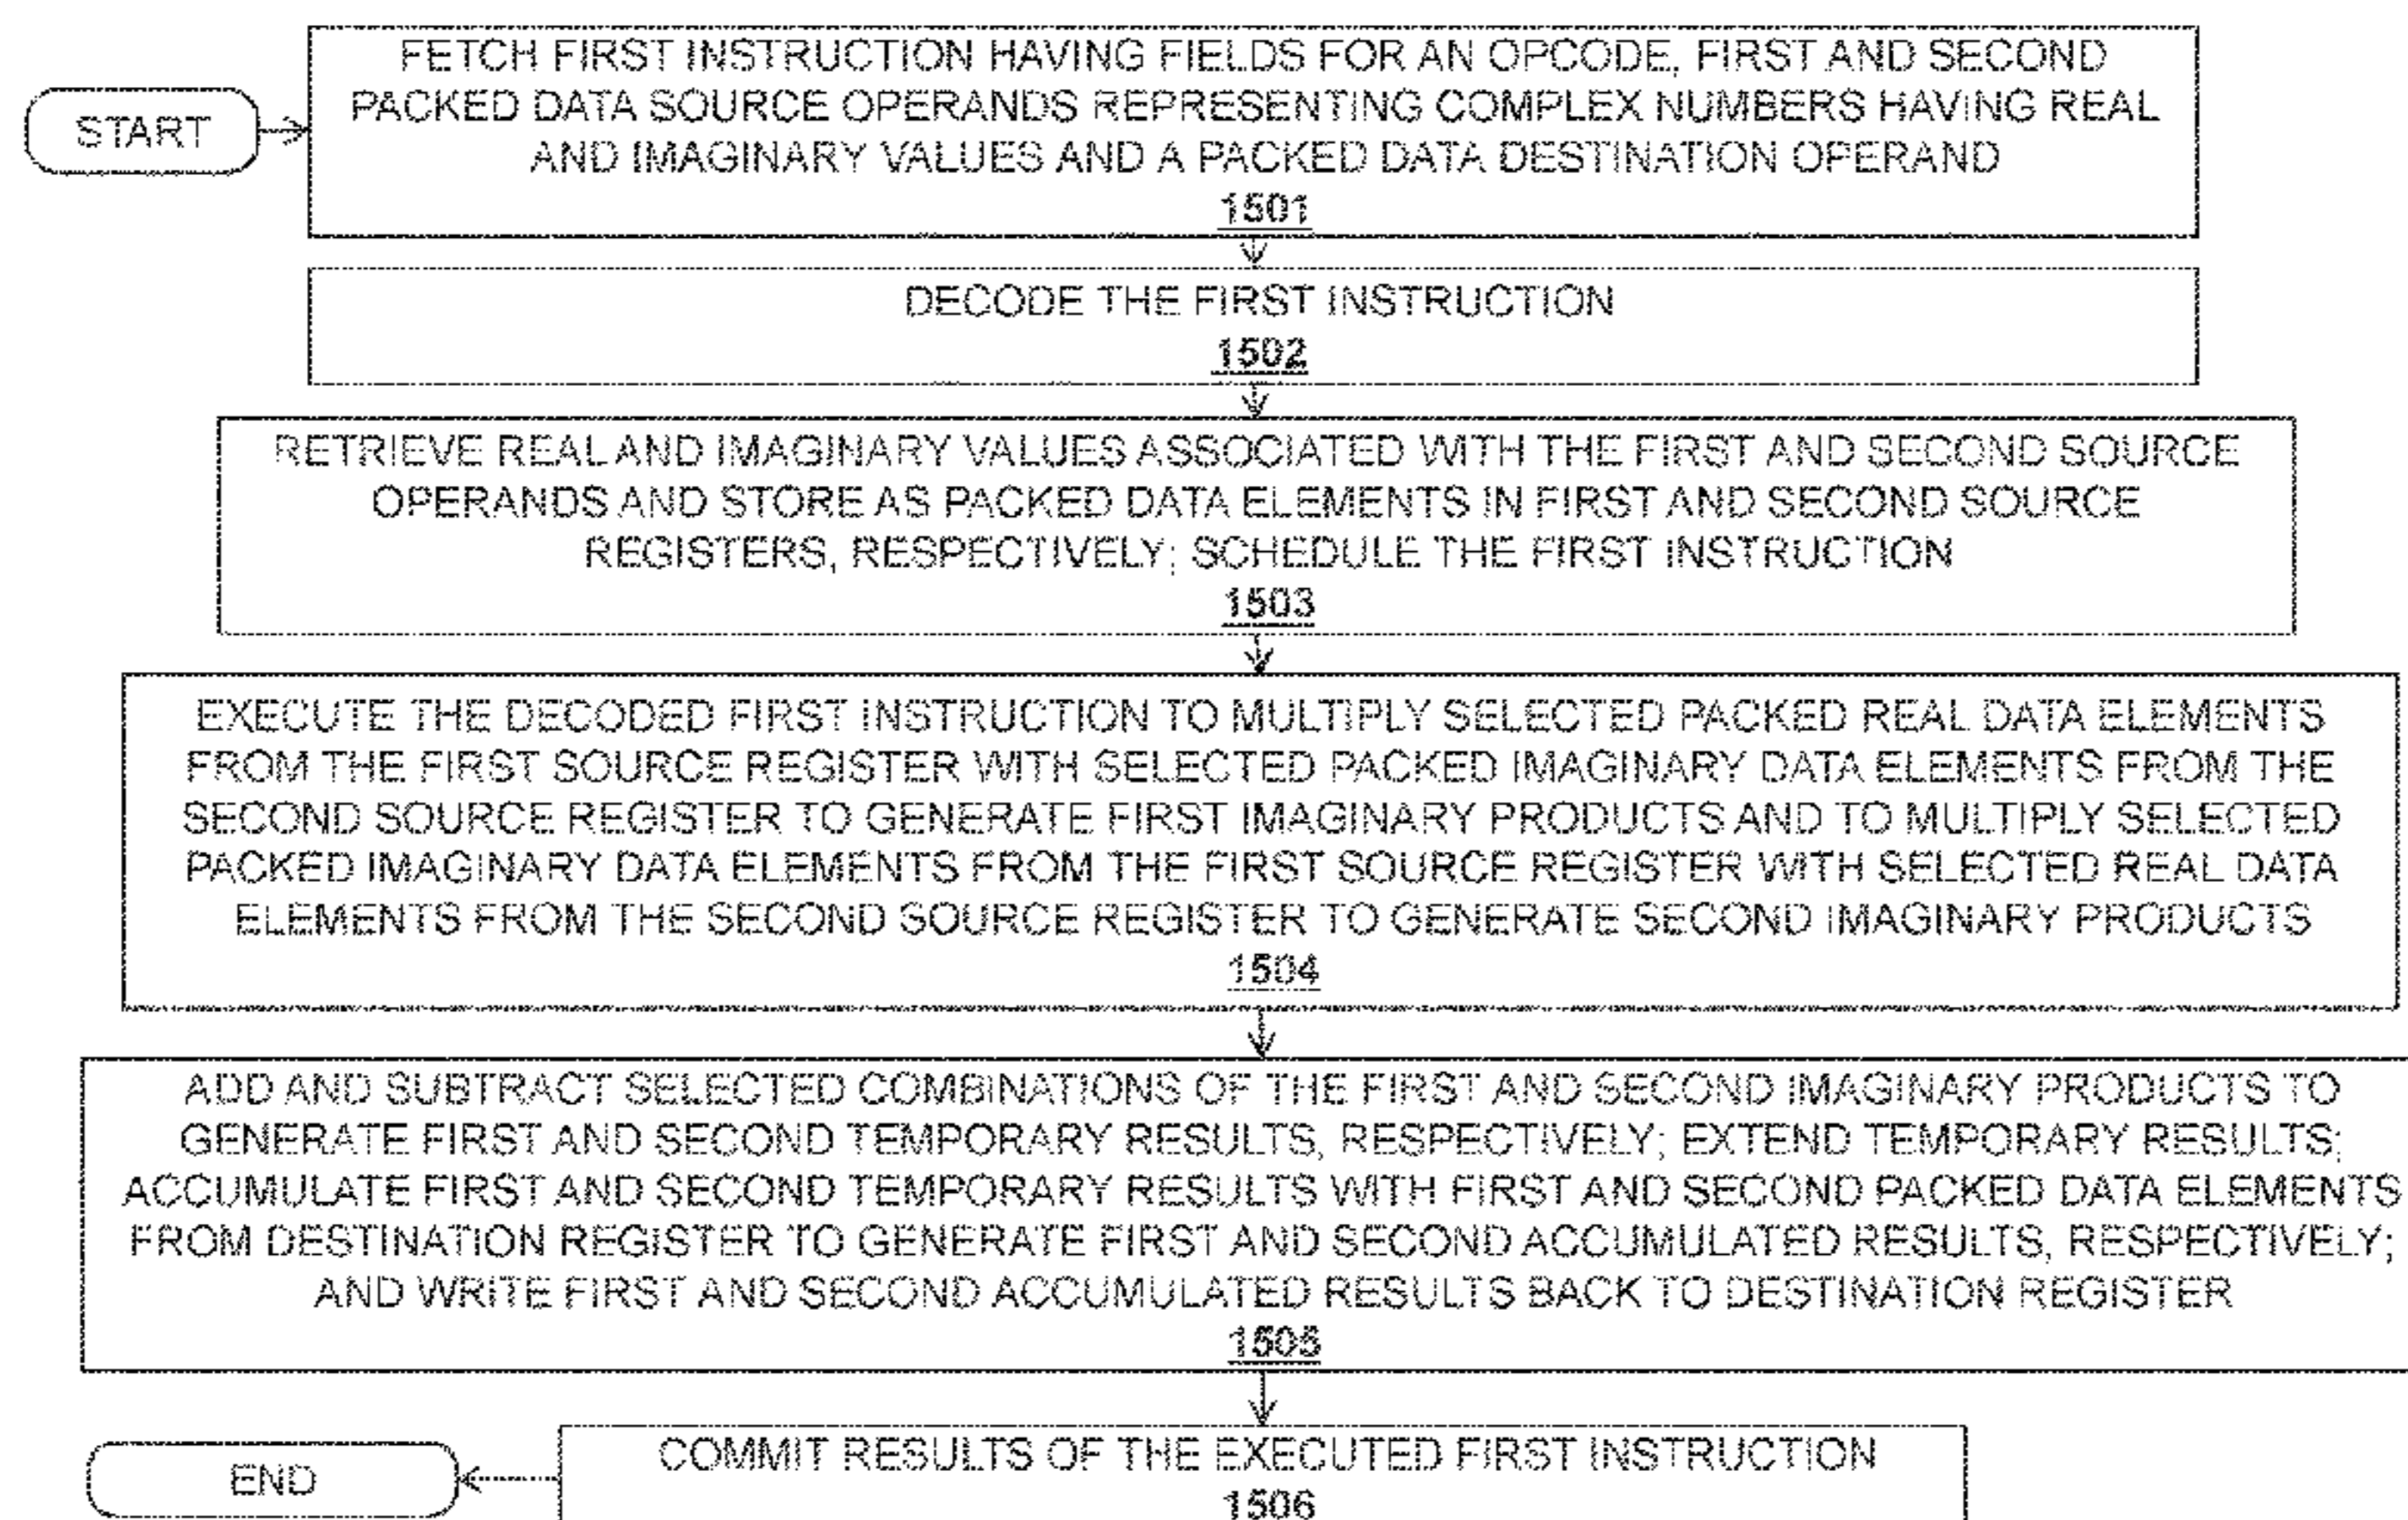 START
FETCH FIRST INSTRUCTION HAVING FIELDS FOR AN OPCODE, FIRST AND SECOND
PACKED DATA SOURCE OPERANDS REPRESENTING COMPLEX NUMBERS HAVING REAL
AND IMAGINARY VALUES AND A PACKED DATA DESTINATION OPERAND
1501
DECODE THE FIRST INSTRUCTION
1502
RETRIEVE REAL AND IMAGINARY VALUES ASSOCIATED WITH THE FIRST AND SECOND SOURCE
OPERANDS AND STORE AS PACKED DATA ELEMENTS IN FIRST AND SECOND SOURCE
REGISTERS, RESPECTIVELY; SCHEDULE THE FIRST INSTRUCTION
1503
EXECUTE THE DECODED FIRST INSTRUCTION TO MULTIPLY SELECTED PACKED REAL DATA ELEMENTS
FROM THE FIRST SOURCE REGISTER WITH SELECTED PACKED IMAGINARY DATA ELEMENTS FROM THE
SECOND SOURCE REGISTER TO GENERATE FIRST IMAGINARY PRODUCTS AND TO MULTIPLY SELECTED
PACKED IMAGINARY DATA ELEMENTS FROM THE FIRST SOURCE REGISTER WITH SELECTED REAL DATA
ELEMENTS FROM THE SECOND SOURCE REGISTER TO GENERATE SECOND IMAGINARY PRODUCTS
1504
ADD AND SUBTRACT SELECTED COMBINATIONS OF THE FIRST AND SECOND IMAGINARY PRODUCTS TO
GENERATE FIRST AND SECOND TEMPORARY RESULTS, RESPECTIVELY; EXTEND TEMPORARY RESULTS;
ACCUMULATE FIRST AND SECOND TEMPORARY RESULTS WITH FIRST AND SECOND PACKED DATA ELEMENTS
FROM DESTINATION REGISTER TO GENERATE FIRST AND SECOND ACCUMULATED RESULTS, RESPECTIVELY;
AND WRITE FIRST AND SECOND ACCUMULATED RESULTS BACK TO DESTINATION REGISTER
1505
COMMIT RESULTS OF THE EXECUTED FIRST INSTRUCTION
1506
END